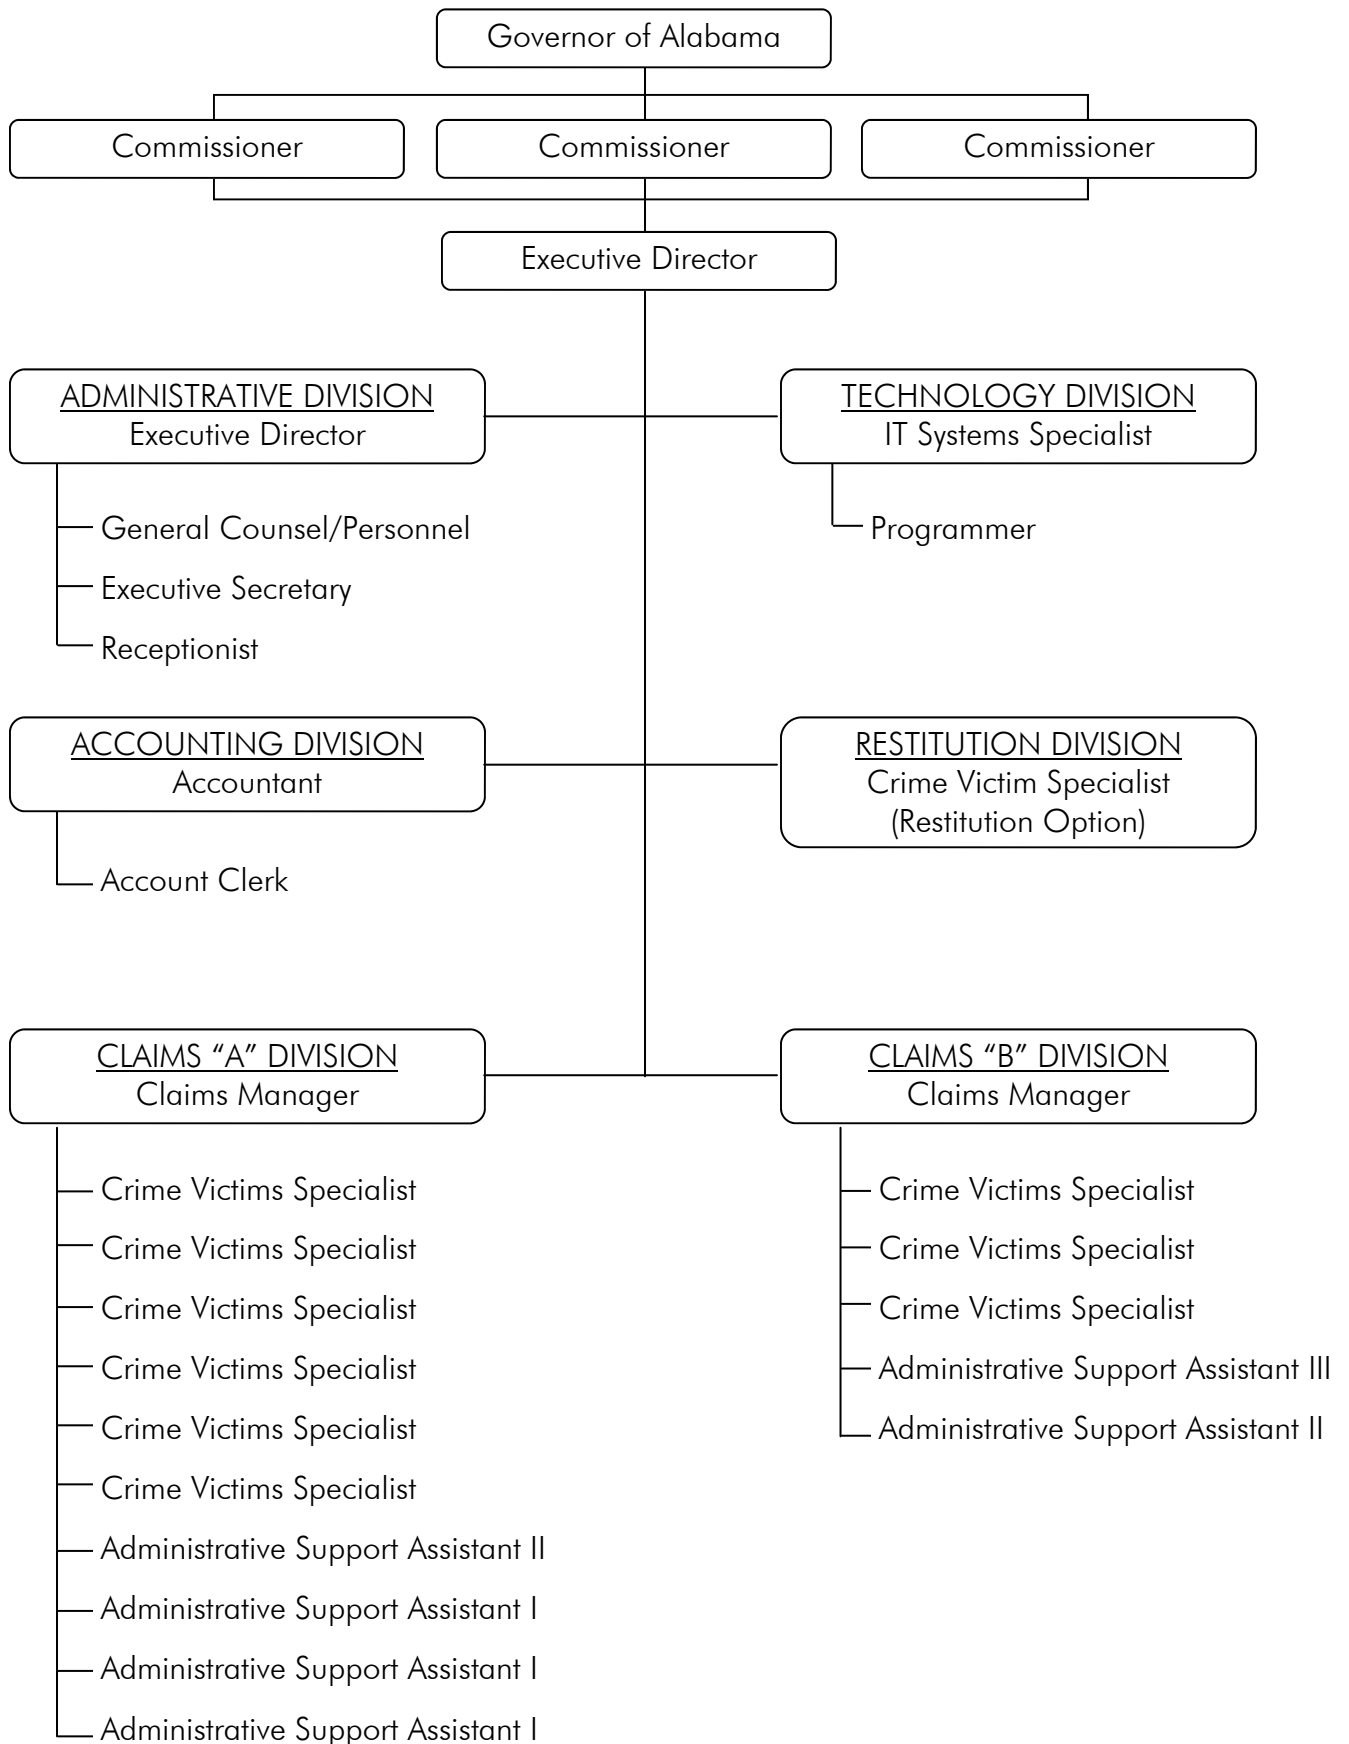 Governor of Alabama
Commissioner
Commissioner
Commissioner
Executive Director
ADMINISTRATIVE DIVISION
Executive Director
General Counsel/Personnel
Executive Secretary
Receptionist
TECHNOLOGY DIVISION
IT Systems Specialist
Programmer
ACCOUNTING DIVISION
Accountant
Account Clerk
RESTITUTION DIVISION
Crime Victim Specialist
(Restitution Option)
CLAIMS “A” DIVISION
Claims Manager
Crime Victims Specialist
Crime Victims Specialist
Crime Victims Specialist
Crime Victims Specialist
Crime Victims Specialist
Crime Victims Specialist
Administrative Support Assistant II
Administrative Support Assistant I
Administrative Support Assistant I
Administrative Support Assistant I
CLAIMS “B” DIVISION
Claims Manager
Crime Victims Specialist
Crime Victims Specialist
Crime Victims Specialist
Administrative Support Assistant III
Administrative Support Assistant II